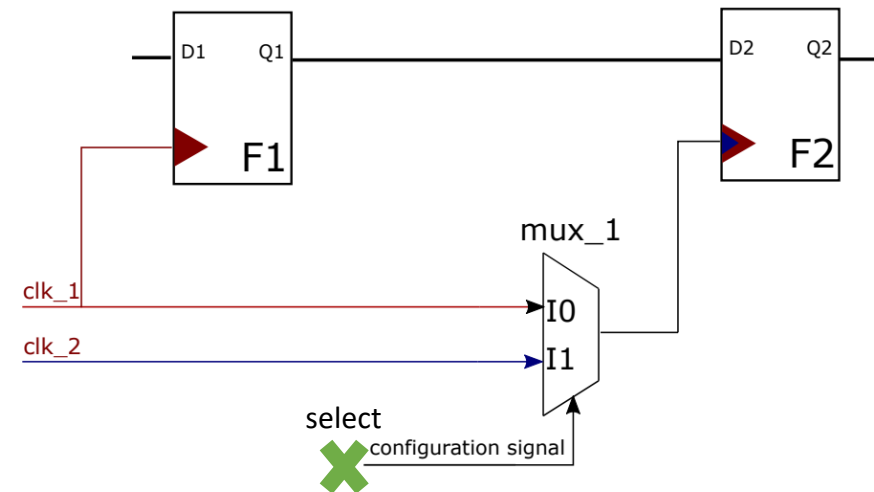 D1
Q1
F1
D2
Q2
F2
mux_1
clk_1
I0
clk_2
I1
select
configuration signal